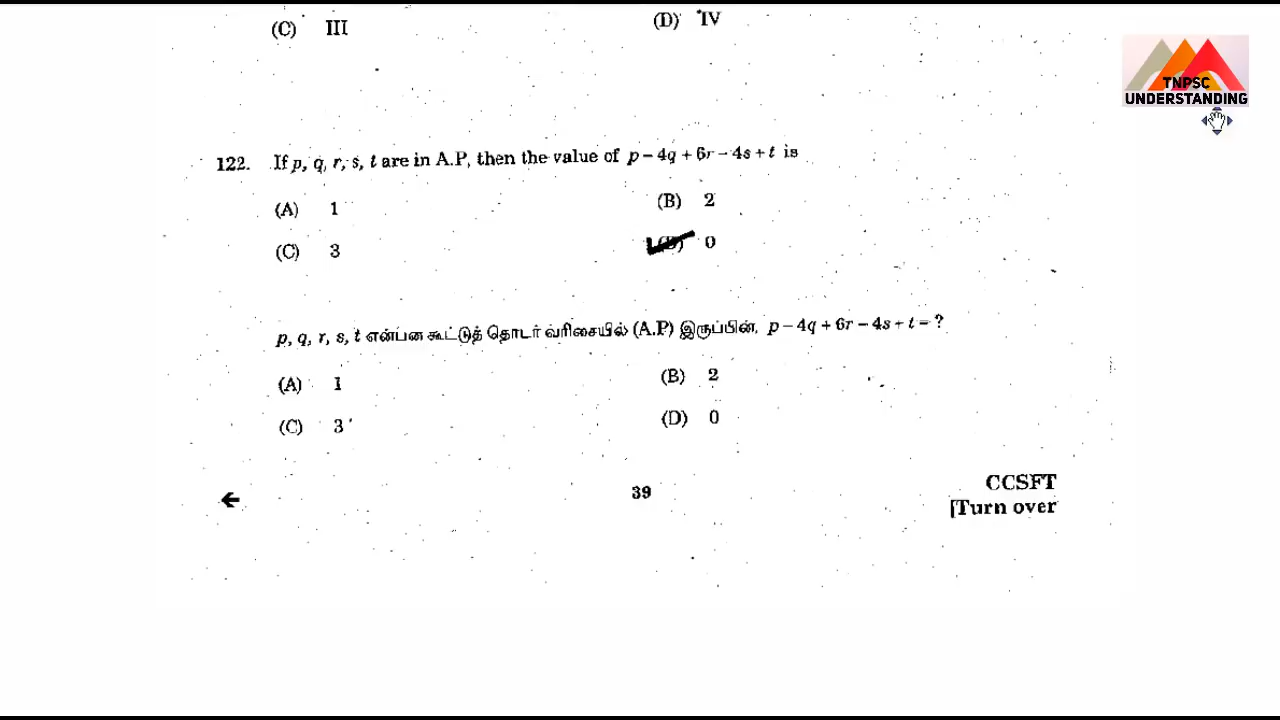 (C) III (D) IV
TNPSC
UNDERSTANDING
122. If p, q, r, s, t are in A.P, then the value of p – 4q + 6r – 4s + t is
(A) 1 (B) 2
(C) 3 (D) 0
p, q, r, s, t என்பன கூட்டுத் தொடர் வரிசையில் (A.P) இருப்பின், p – 4q + 6r – 4s + t = ?
(A) 1 (B) 2
(C) 3 (D) 0
39
CCSFT
[Turn over